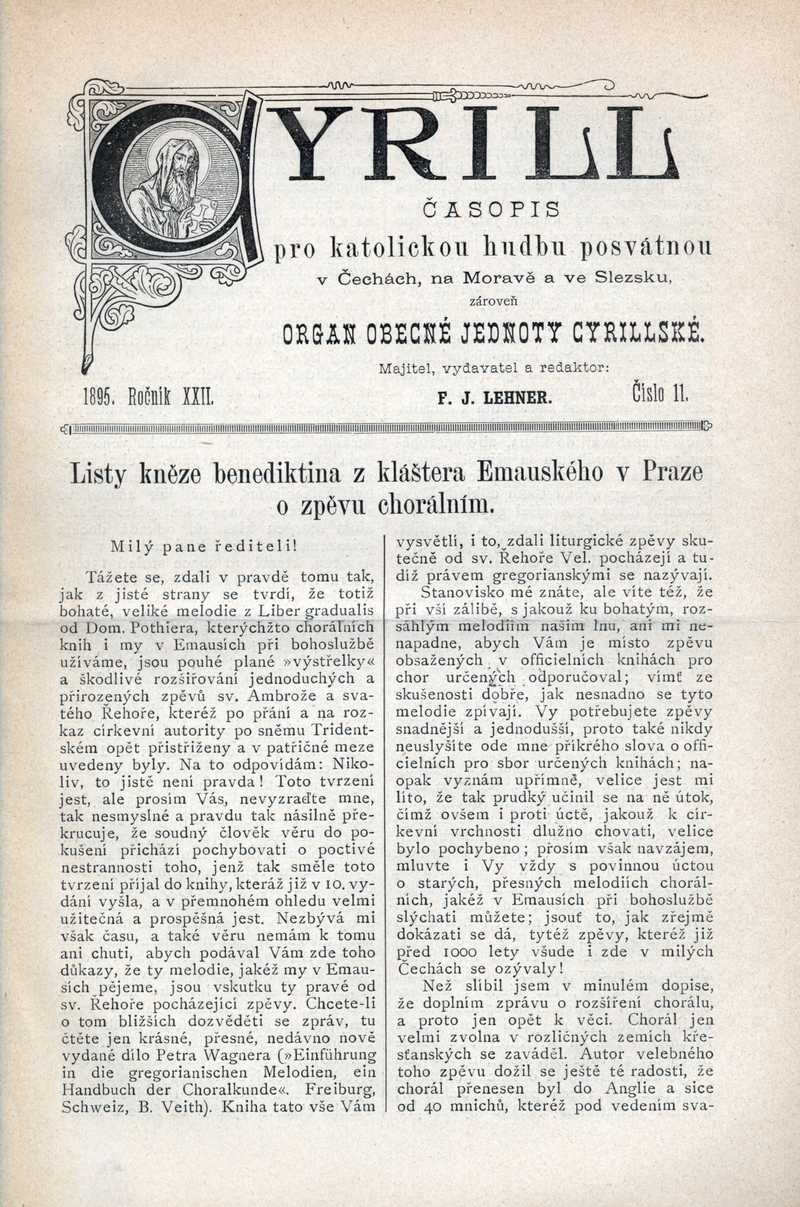 CYRILL
ČASOPIS
pro katolickou hudbu posvátnou
v Čechách, na Moravě a ve Slezsku,
zároveň
ORGAN OBECNÉ JEDNOTY CYRILLSKÉ.
Majitel, vydavatel a redaktor:
1895. Ročník XXII.
F. J. LEHNER.
Číslo 11.
Listy kněze benediktina z kláštera Emauského v Praze
o zpěvu chorálním.
Milý pane řediteli!
Tážete se, zdali v pravdě tomu tak,
jak z jisté strany se tvrdí, že totiž
bohaté, veliké melodie z Liber gradualis
od Dom. Pothiera, kterýchžto chorálních
knih i my v Emausích při bohoslužbě
užíváme, jsou pouhé plané »výstřelky«
a škodlivé rozšiřování jednoduchých a
přirozených zpěvů sv. Ambrože a sva-
tého Řehoře, kteréž po přání a na roz-
kaz církevní autority po sněmu Trident-
ském opět přistřiženy a v patřičné meze
uvedeny byly. Na to odpovídám: Niko-
liv, to jistě není pravda! Toto tvrzení
jest, ale prosím Vás, nevyzraďte mne,
tak nesmyslné a pravdu tak násilně pře-
krucuje, že soudný člověk věru do po-
kušení přichází pochybovati o poctivé
nestrannosti toho, jenž tak směle toto
tvrzení přijal do knihy, kteráž již v 10. vy-
dání vyšla, a v přemnohém ohledu velmi
užitečná a prospěšná jest. Nezbývá mi
však času, a také věru nemám k tomu
ani chuti, abych podával Vám zde toho
důkazy, že ty melodie, jakéž my v Emau-
sích pějeme, jsou vskutku ty pravé od
sv. Řehoře pocházející zpěvy. Chcete-li
o tom bližších dozvěděti se zpráv, tu
čtěte jen krásné, přesné, nedávno nově
vydané dílo Petra Wagnera (»Einführung
in die gregorianischen Melodien, ein
Handbuch der Choralkunde«. Freiburg,
Schweiz, B. Veith). Kniha tato vše Vám
vysvětlí, i to, zdali liturgické zpěvy sku-
tečně od sv. Řehoře Vel. pocházejí a tu-
díž právem gregorianskými se nazývají.
Stanovisko mé znáte, ale víte též, že
při vší zálibě, s jakouž ku bohatým, roz-
sáhlým melodiím našim lnu, ani mi ne-
napadne, abych Vám je místo zpěvu
obsažených v officielních knihách pro
chor určených odporučoval; vímť ze
skušenosti dobře, jak nesnadno se tyto
melodie zpívají. Vy potřebujete zpěvy
snadnější a jednodušší, proto také nikdy
neuslyšíte ode mne příkrého slova o offi-
cielních pro sbor určených knihách; na-
opak vyznám upřímně, velice jest mi
líto, že tak prudký učinil se na ně útok,
čímž ovšem i proti úctě, jakouž k cír-
kevní vrchnosti dlužno chovati, velice
bylo pochybeno; prosím však navzájem,
mluvte i Vy vždy s povinnou úctou
o starých, přesných melodiích chorál-
ních, jakéž v Emausích při bohoslužbě
slýchati můžete; jsouť to, jak zřejmě
dokázati se dá, tytéž zpěvy, kteréž již
před 1000 lety všude i zde v milých
Čechách se ozývaly!
Než slíbil jsem v minulém dopise,
že doplním zprávu o rozšíření chorálu,
a proto jen opět k věci. Chorál jen
velmi zvolna v rozličných zemích kře-
sťanských se zaváděl. Autor velebného
toho zpěvu dožil se ještě té radosti, že
chorál přenesen byl do Anglie a sice
od 40 mnichů, kteréž pod vedením sva-